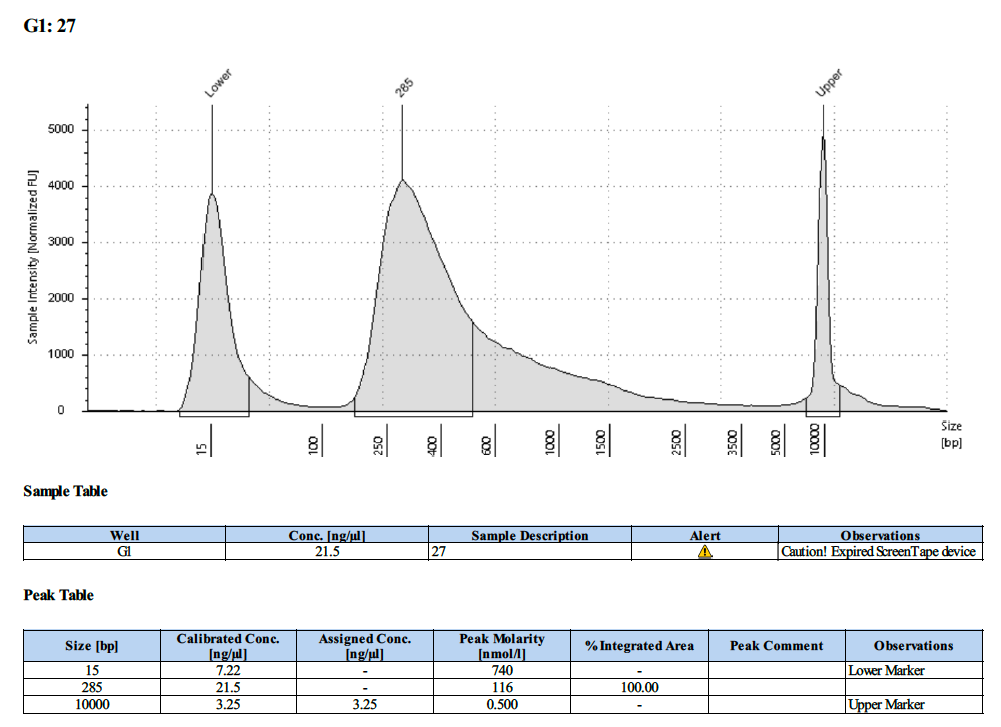 G1: 27
Lower
285
Upper
Sample Intensity [Normalized FU]
5000
4000
3000
2000
1000
0
15
100
250
400
600
1000
1500
2500
3500
5000
10000
Size
[bp]
Sample Table
Well Conc. [ng/µl] Sample Description Alert Observations
G1 21.5 27 Caution! Expired ScreenTape device
Peak Table
Size [bp] Calibrated Conc. [ng/µl] Assigned Conc. [ng/µl] Peak Molarity [nmol/l] % Integrated Area Peak Comment Observations
15 7.22 - 740 - Lower Marker
285 21.5 - 116 100.00
10000 3.25 3.25 0.500 - Upper Marker